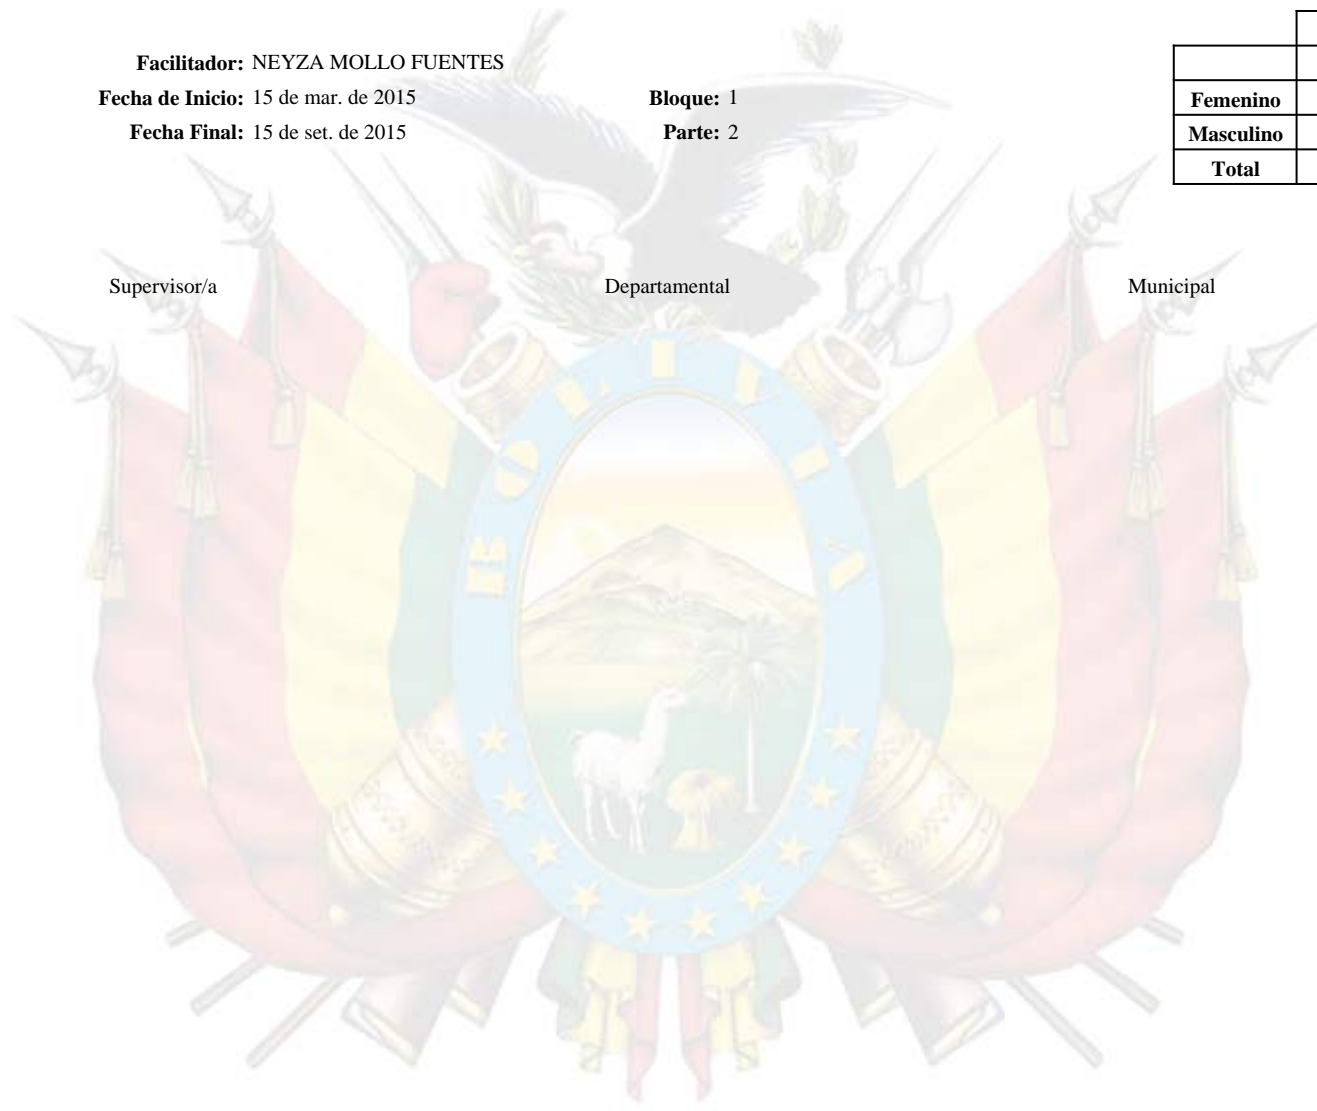 Facilitador: NEYZA MOLLO FUENTES
Fecha de Inicio: 15 de mar. de 2015 Bloque: 1
Femenino
Fecha Final: 15 de set. de 2015 Parte: 2
Masculino
Total
Supervisor/a Departamental Municipal
BOLIVIA